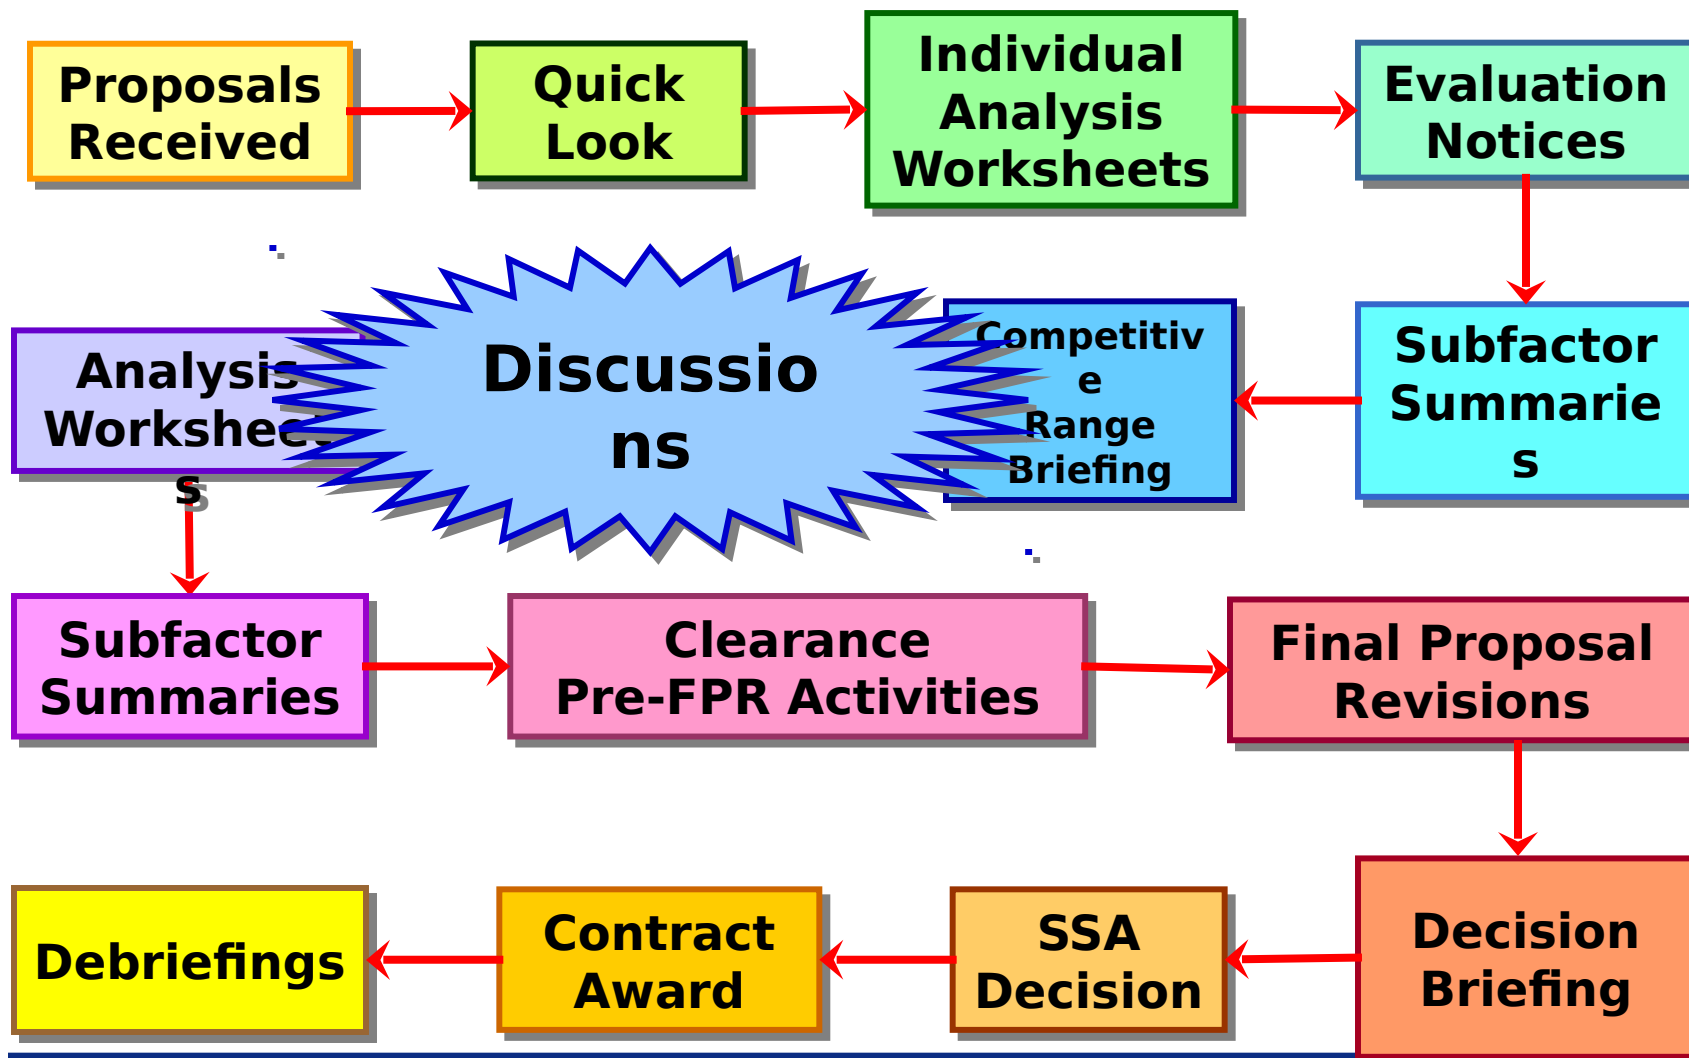 Proposals
Received
Quick
Look
Individual
Analysis
Worksheets
Evaluation
Notices
Analysis
Worksheet
s
Discussio
ns
Competitiv
e
Range
Briefing
Subfactor
Summarie
s
Subfactor
Summaries
Clearance
Pre-FPR Activities
Final Proposal
Revisions
Debriefings
Contract
Award
SSA
Decision
Decision
Briefing